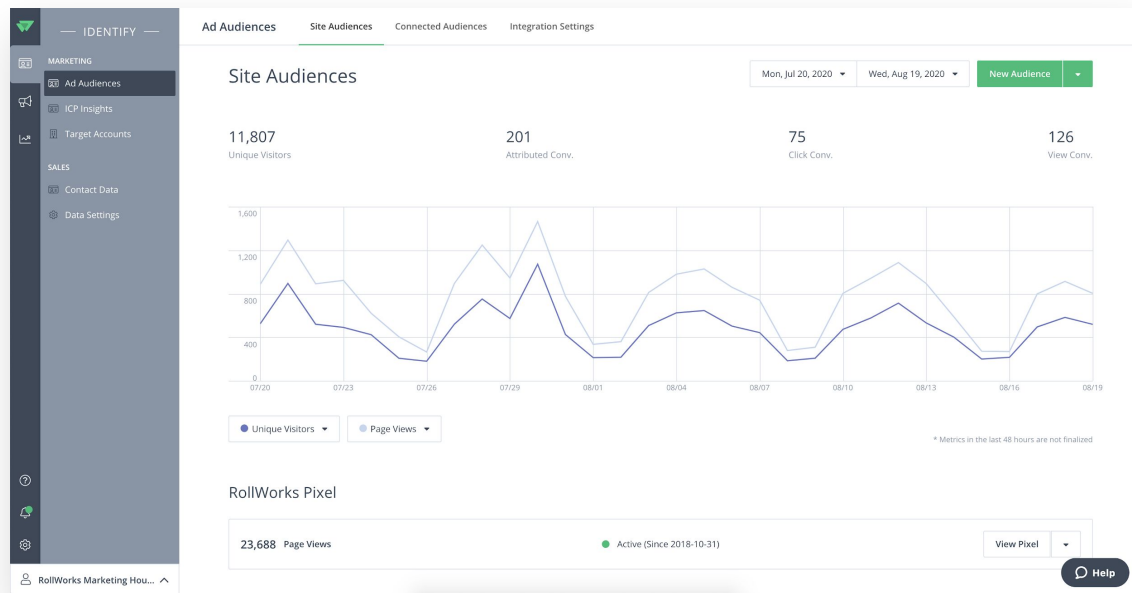 IDENTIFY
MARKETING
Ad Audiences
ICP Insights
Target Accounts
SALES
Contact Data
Data Settings
RollWorks Marketing Hou...
Ad Audiences Site Audiences Connected Audiences Integration Settings
Site Audiences
Mon, Jul 20, 2020 Wed, Aug 19, 2020 New Audience
11,807 201 75 126
Unique Visitors Attributed Conv. Click Conv. View Conv.
1,600
1,200
800
400
0
07/20 07/23 07/26 07/29 08/01 08/04 08/07 08/10 08/13 08/16 08/19
Unique Visitors Page Views
* Metrics in the last 48 hours are not finalized
RollWorks Pixel
23,688 Page Views Active (Since 2018-10-31) View Pixel
Help